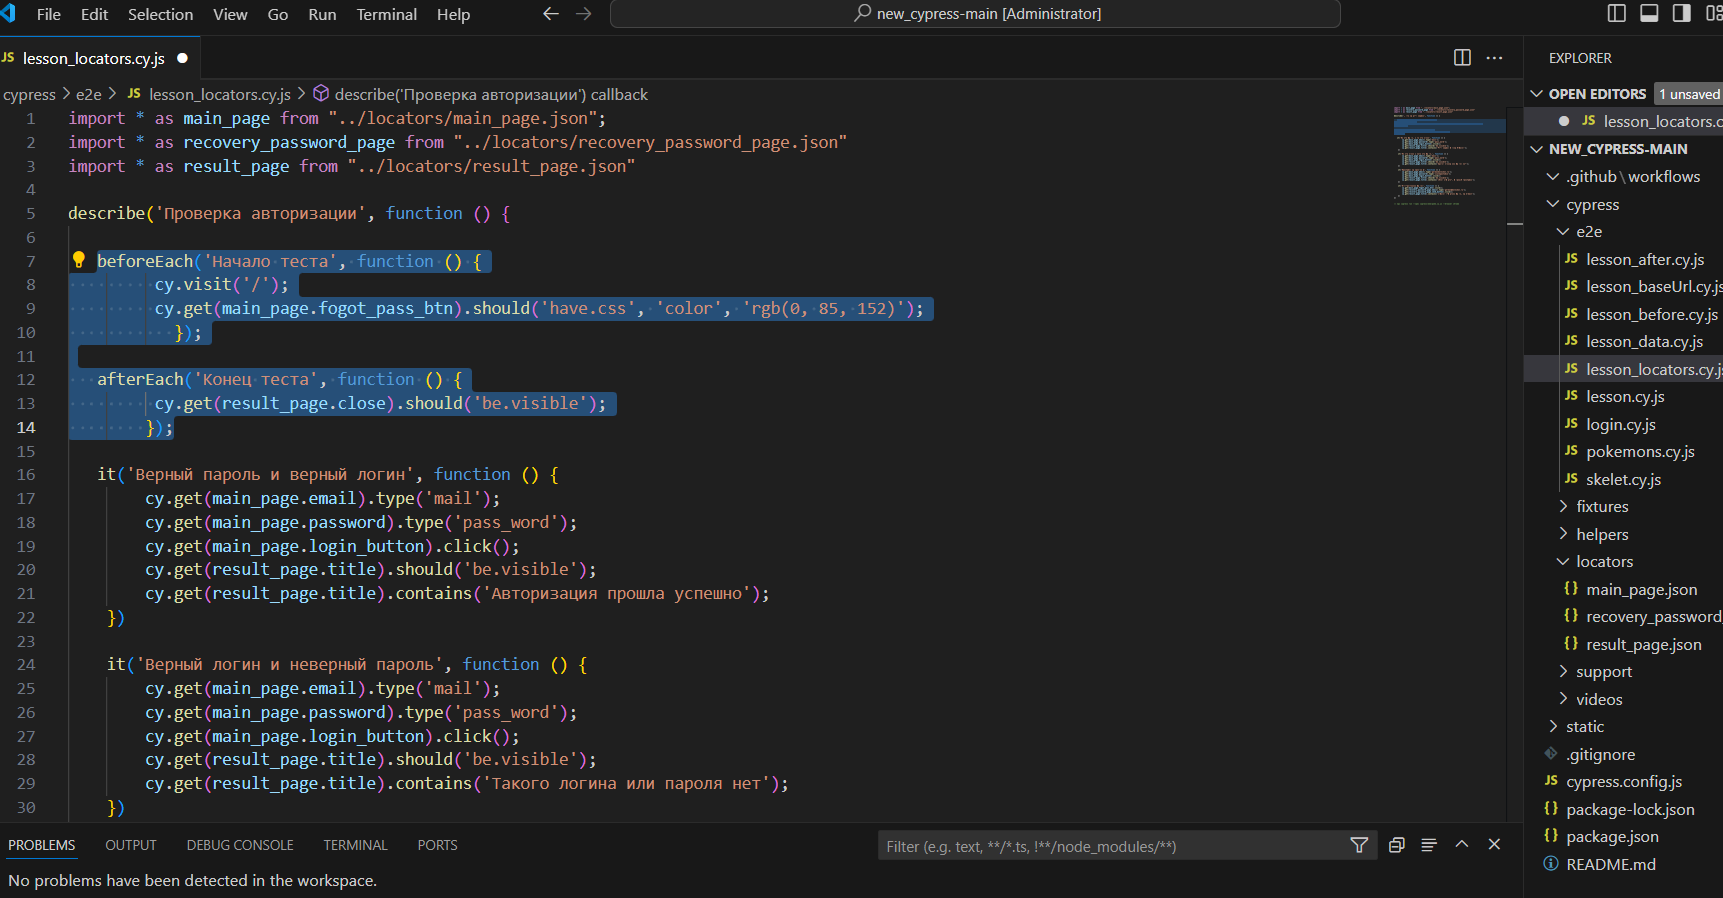 File Edit Selection View Go Run Terminal Help
new_cypress-main [Administrator]
JS lesson_locators.cy.js
cypress > e2e > JS lesson_locators.cy.js > describe('Проверка авторизации') callback
1 import * as main_page from "../locators/main_page.json";
2 import * as recovery_password_page from "../locators/recovery_password_page.json"
3 import * as result_page from "../locators/result_page.json"
4
5 describe('Проверка авторизации', function () {
6
7 beforeEach('Начало теста', function () {
8 cy.visit('/');
9 cy.get(main_page.fogot_pass_btn).should('have.css', 'color', 'rgb(0, 85, 152)');
10 });
11
12 afterEach('Конец теста', function () {
13 cy.get(result_page.close).should('be.visible');
14 });
15
16 it('Верный пароль и верный логин', function () {
17 cy.get(main_page.email).type('mail');
18 cy.get(main_page.password).type('pass_word');
19 cy.get(main_page.login_button).click();
20 cy.get(result_page.title).should('be.visible');
21 cy.get(result_page.title).contains('Авторизация прошла успешно');
22 })
23
24 it('Верный логин и неверный пароль', function () {
25 cy.get(main_page.email).type('mail');
26 cy.get(main_page.password).type('pass_word');
27 cy.get(main_page.login_button).click();
28 cy.get(result_page.title).should('be.visible');
29 cy.get(result_page.title).contains('Такого логина или пароля нет');
30 })
EXPLORER
OPEN EDITORS 1 unsaved
JS lesson_locators.c
NEW_CYPRESS-MAIN
.github\workflows
cypress
e2e
JS lesson_after.cy.js
JS lesson_baseUrl.cy.js
JS lesson_before.cy.js
JS lesson_data.cy.js
JS lesson_locators.cy.js
JS lesson.cy.js
JS login.cy.js
JS pokemons.cy.js
JS skelet.cy.js
fixtures
helpers
locators
{} main_page.json
{} recovery_password_
{} result_page.json
support
videos
static
.gitignore
JS cypress.config.js
{} package-lock.json
{} package.json
README.md
PROBLEMS OUTPUT DEBUG CONSOLE TERMINAL PORTS
Filter (e.g. text, **/*.ts, !**/node_modules/**)
No problems have been detected in the workspace.